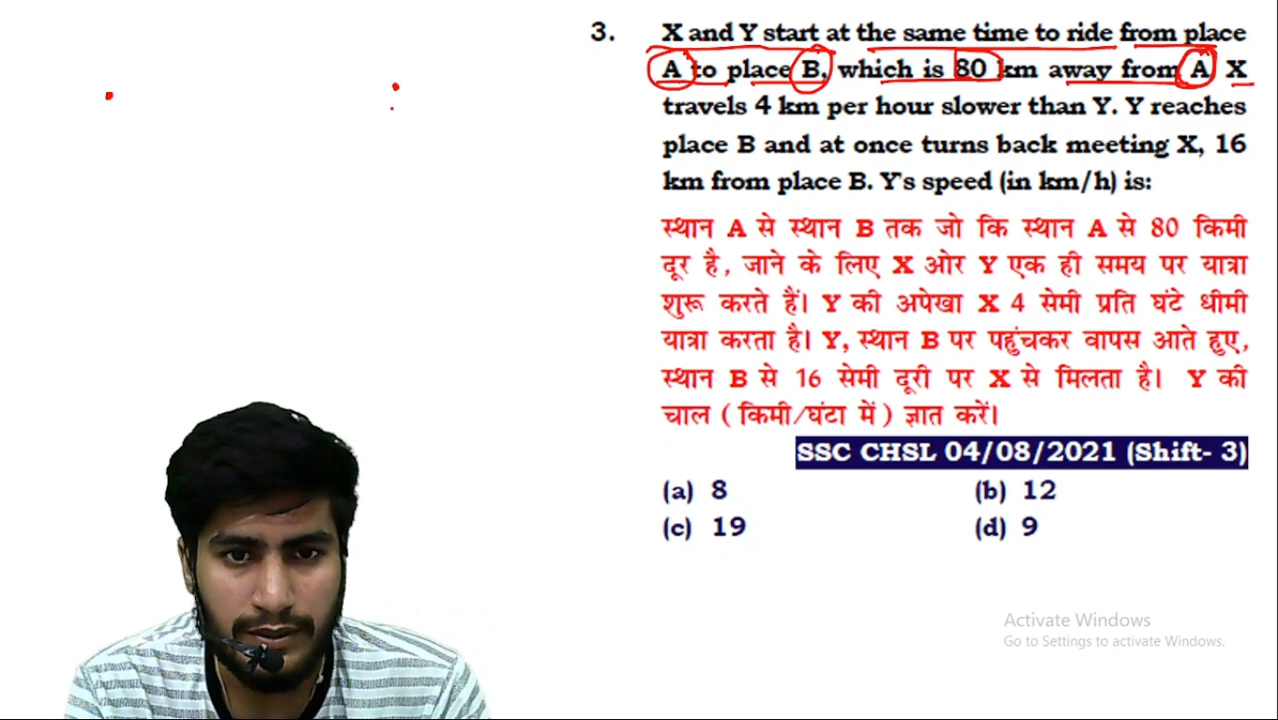 3. X and Y start at the same time to ride from place
A to place B, which is 80 km away from A X
travels 4 km per hour slower than Y. Y reaches
place B and at once turns back meeting X, 16
km from place B. Y's speed (in km/h) is:
स्थान A से स्थान B तक जो कि स्थान A से 80 किमी
दूर है, जाने के लिए X ओर Y एक ही समय पर यात्रा
शुरू करते हैं। Y की अपेखा X 4 सेमी प्रति घंटे धीमी
यात्रा करता है। Y, स्थान B पर पहुंचकर वापस आते हुए,
स्थान B से 16 सेमी दूरी पर X से मिलता है। Y की
चाल (किमी/घंटा में) ज्ञात करें।
SSC CHSL 04/08/2021 (Shift- 3)
(a) 8 (b) 12
(c) 19 (d) 9
Activate Windows
Go to Settings to activate Windows.